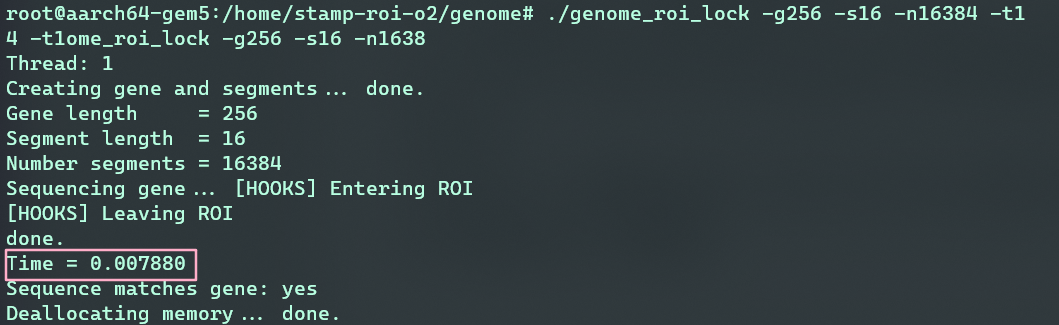 root@aarch64-gem5:/home/stamp-roi-o2/genome# ./genome_roi_lock -g256 -s16 -n16384 -t1
4 -t1ome_roi_lock -g256 -s16 -n1638
Thread: 1
Creating gene and segments... done.
Gene length     = 256
Segment length  = 16
Number segments = 16384
Sequencing gene... [HOOKS] Entering ROI
[HOOKS] Leaving ROI
done.
Time = 0.007880
Sequence matches gene: yes
Deallocating memory... done.